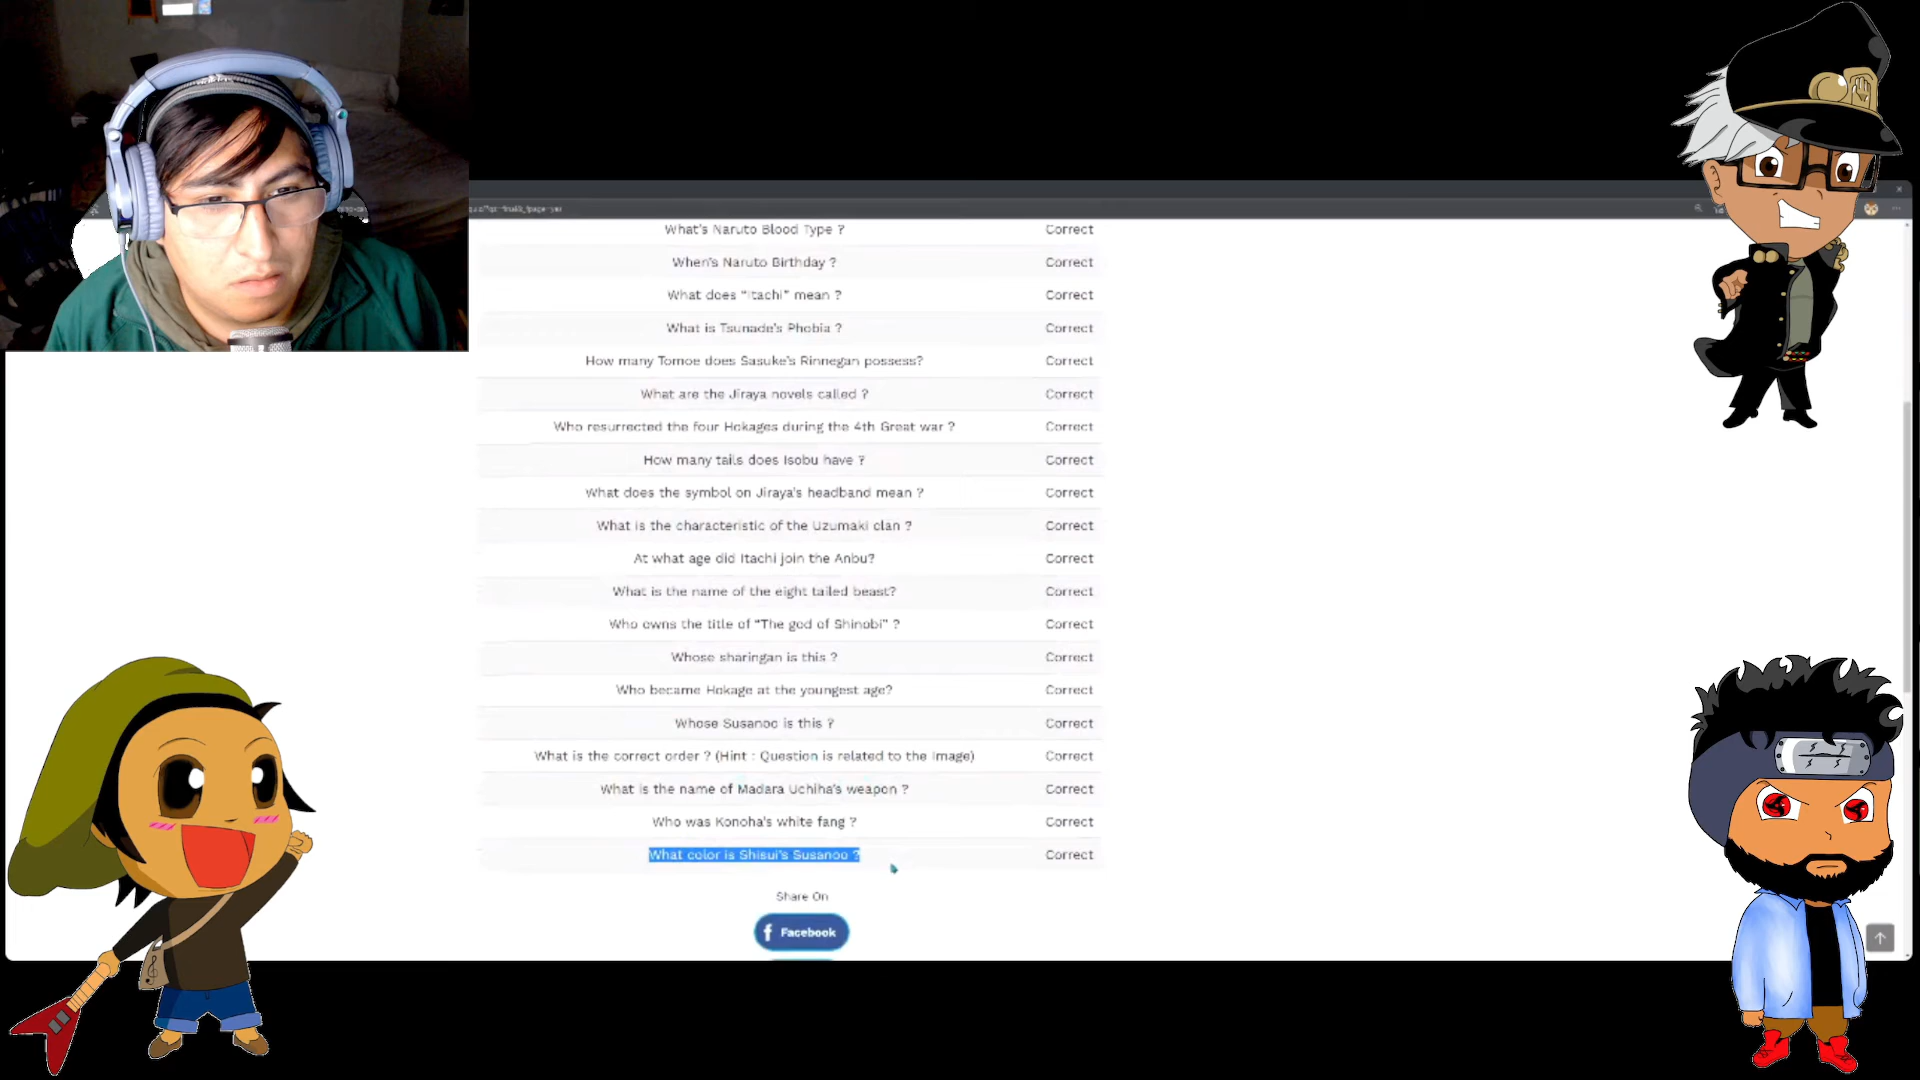 What's Naruto Blood Type ? Correct
When's Naruto Birthday ? Correct
What does “Itachi” mean ? Correct
What is Tsunade's Phobia ? Correct
How many Tomoe does Sasuke's Rinnegan possess? Correct
What are the Jiraya novels called ? Correct
Who resurrected the four Hokages during the 4th Great war ? Correct
How many tails does Isobu have ? Correct
What does the symbol on Jiraya's headband mean ? Correct
What is the characteristic of the Uzumaki clan ? Correct
At what age did Itachi join the Anbu? Correct
What is the name of the eight tailed beast? Correct
Who owns the title of “The god of Shinobi” ? Correct
Whose sharingan is this ? Correct
Who became Hokage at the youngest age? Correct
Whose Susanoo is this ? Correct
What is the correct order ? (Hint : Question is related to the Image) Correct
What is the name of Madara Uchiha's weapon ? Correct
Who was Konoha's white fang ? Correct
What color is Shisui's Susanoo ? Correct
Share On
Facebook